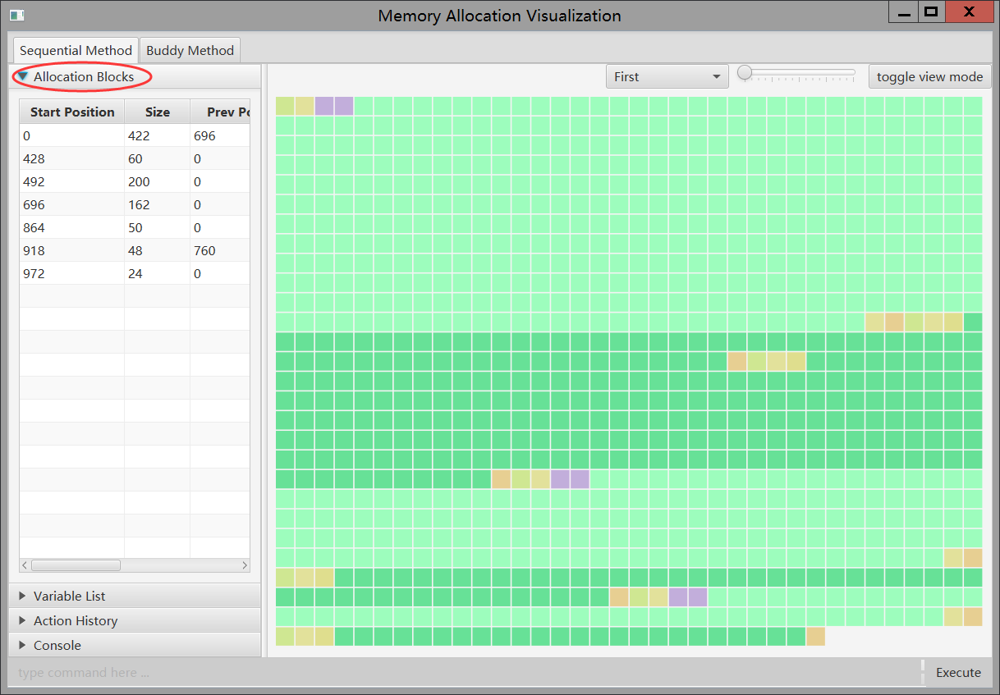 Memory Allocation Visualization
Sequential Method Buddy Method
Allocation Blocks First toggle view mode
Start Position Size Prev Po
0 422 696
428 60 0
492 200 0
696 162 0
864 50 0
918 48 760
972 24 0
Variable List
Action History
Console
type command here ... Execute